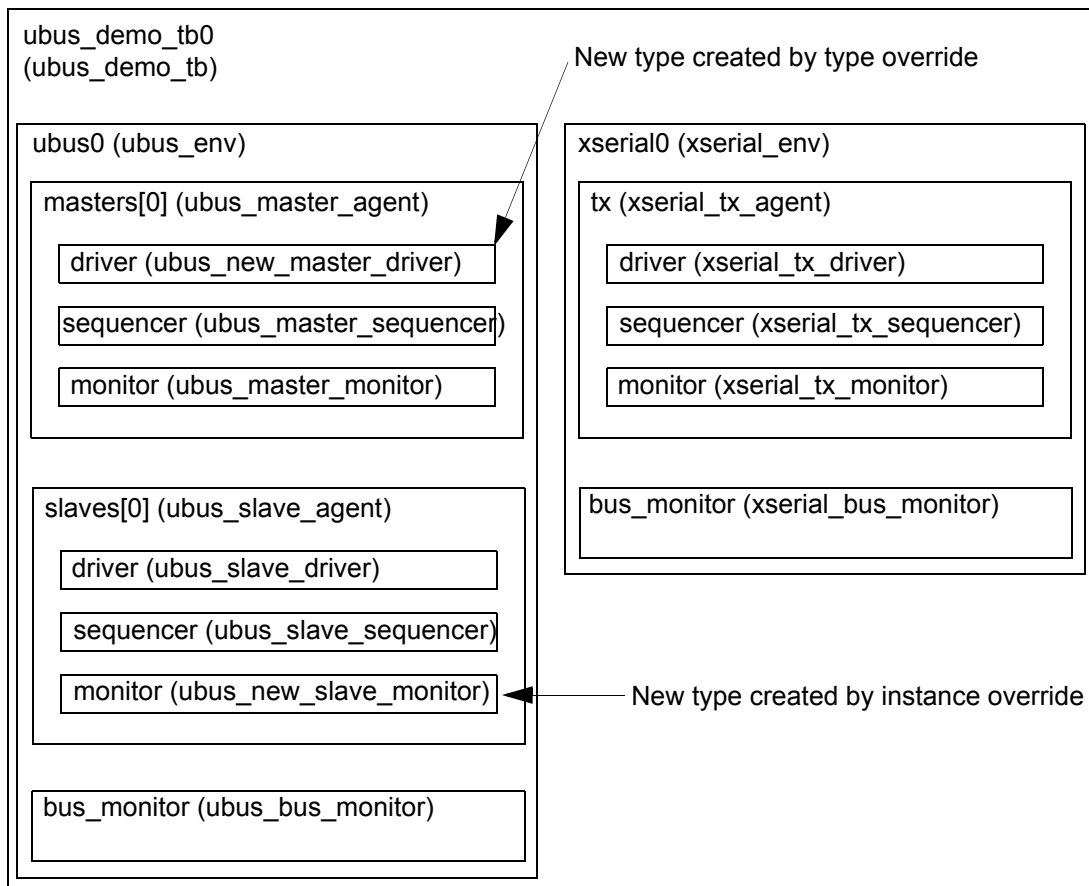 ubus_demo_tb0
(ubus_demo_tb)
New type created by type override
ubus0 (ubus_env)
masters[0] (ubus_master_agent)
driver (ubus_new_master_driver)
sequencer (ubus_master_sequencer)
monitor (ubus_master_monitor)
slaves[0] (ubus_slave_agent)
driver (ubus_slave_driver)
sequencer (ubus_slave_sequencer)
monitor (ubus_new_slave_monitor)
New type created by instance override
bus_monitor (ubus_bus_monitor)
xserial0 (xserial_env)
tx (xserial_tx_agent)
driver (xserial_tx_driver)
sequencer (xserial_tx_sequencer)
monitor (xserial_tx_monitor)
bus_monitor (xserial_bus_monitor)